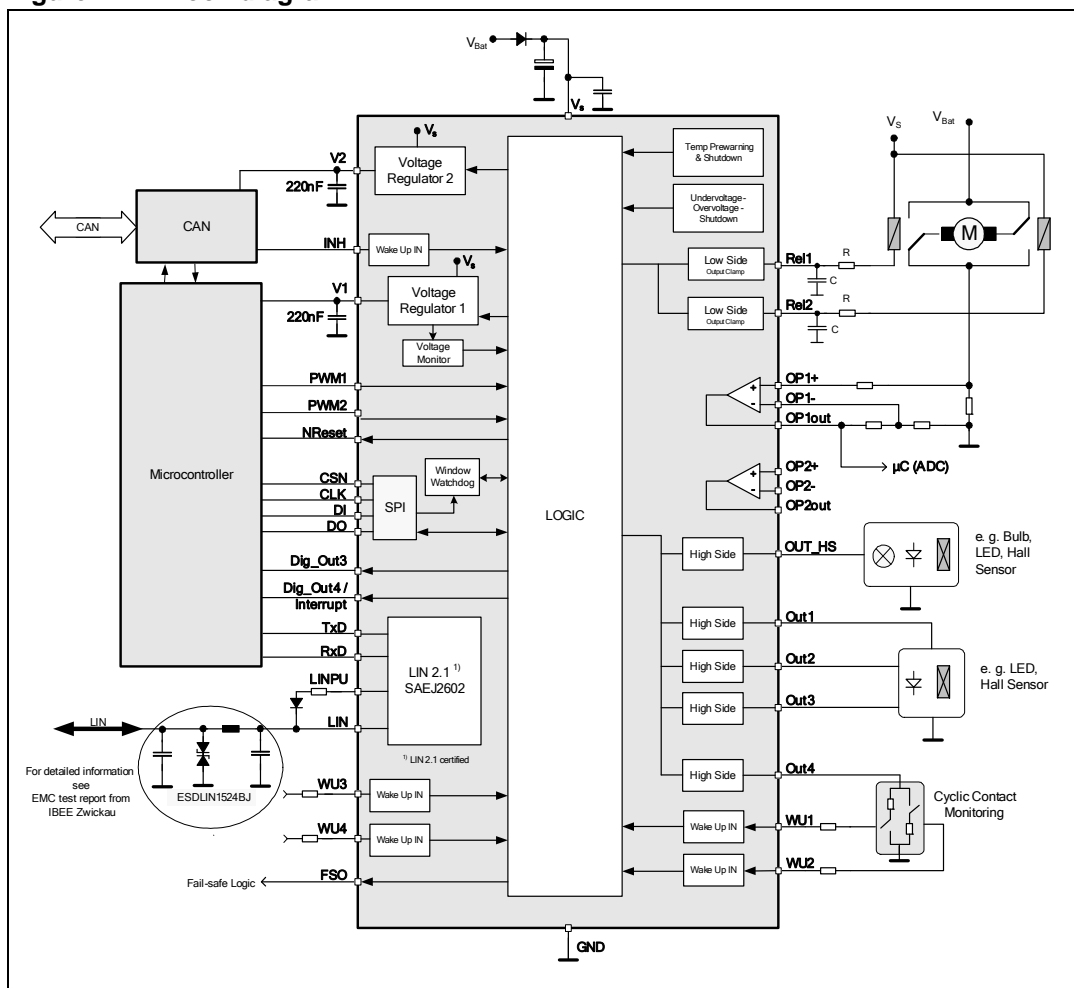 V_Bat
V_s
V_s
V_Bat
V_s
V2
220nF
Voltage
Regulator 2
Temp Prewarning
& Shutdown
CAN
CAN
INH
Wake Up IN
Undervoltage-
Overvoltage -
Shutdown
M
V_s
V1
220nF
Voltage
Regulator 1
Voltage
Monitor
Low Side
Output Clamp
Rel1
R
C
Low Side
Output Clamp
Rel2
R
C
PWM1
PWM2
NReset
OP1+
OP1-
OP1out
+
-
µC (ADC)
Microcontroller
CSN
CLK
DI
DO
SPI
Window
Watchdog
LOGIC
OP2+
OP2-
OP2out
+
-
Dig_Out3
Dig_Out4 /
Interrupt
High Side
OUT_HS
e. g. Bulb,
LED, Hall
Sensor
TxD
RxD
LINPU
LIN
LIN 2.1 1)
SAEJ2602
1) LIN 2.1 certified
High Side
Out1
High Side
Out2
High Side
Out3
e. g. LED,
Hall Sensor
LIN
For detailed information
see
EMC test report from
IBEE Zwickau
ESDLIN1524BJ
High Side
Out4
Cyclic Contact
Monitoring
WU3
Wake Up IN
WU4
Wake Up IN
Wake Up IN
WU1
Wake Up IN
WU2
Fail-safe Logic
FSO
GND